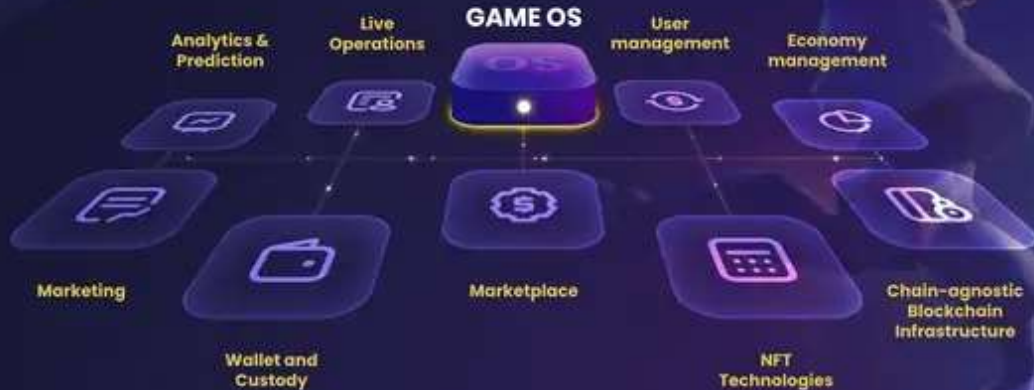 GAME OS
OS
Analytics &
Prediction
Live
Operations
User
management
Economy
management
Marketing
Wallet and
Custody
Marketplace
NFT
Technologies
Chain-agnostic
Blockchain
Infrastructure